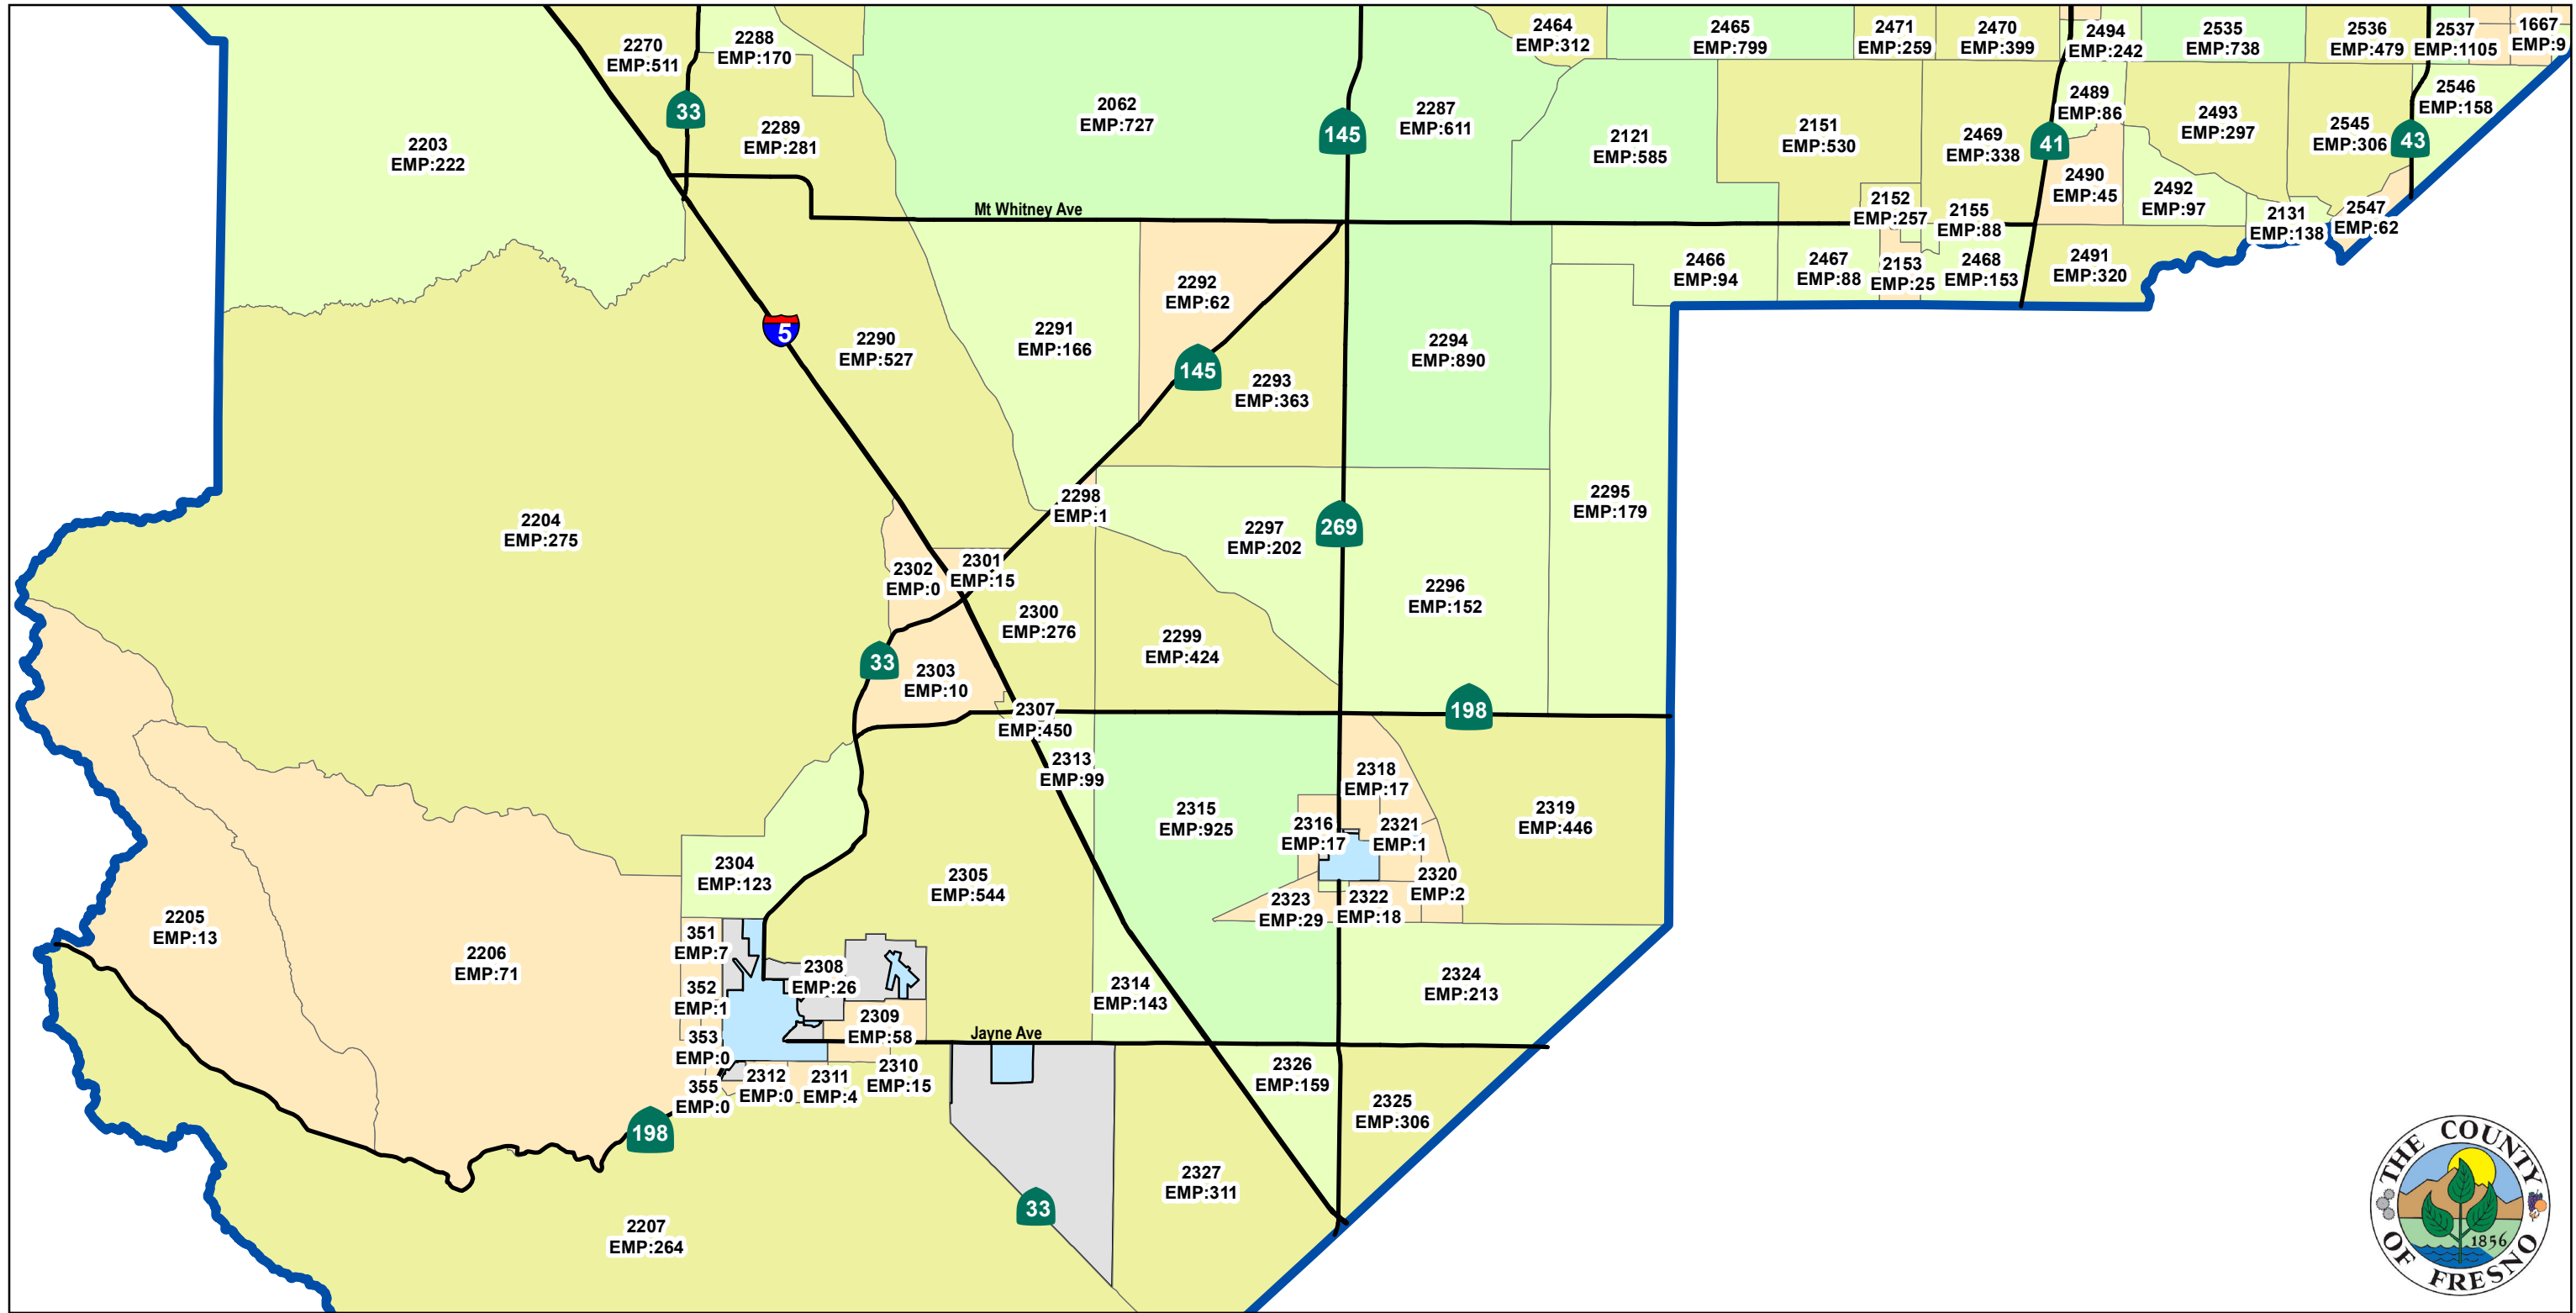 2270
EMP:511
2288
EMP:170
2464
EMP:312
2465
EMP:799
2471
EMP:259
2470
EMP:399
2494
EMP:242
2535
EMP:738
2536
EMP:479
2537
EMP:1105
1667
EMP:9
33
2203
EMP:222
2289
EMP:281
2062
EMP:727
145
2287
EMP:611
2121
EMP:585
2151
EMP:530
2469
EMP:338
41
2489
EMP:86
2493
EMP:297
2545
EMP:306
43
2546
EMP:158
2490
EMP:45
2492
EMP:97
Mt Whitney Ave
2152
EMP:257
2155
EMP:88
2131
EMP:138
2547
EMP:62
2466
EMP:94
2467
EMP:88
2153
EMP:25
2468
EMP:153
2491
EMP:320
5
2290
EMP:527
2291
EMP:166
2292
EMP:62
145
2293
EMP:363
2294
EMP:890
2204
EMP:275
2298
EMP:1
2297
EMP:202
269
2295
EMP:179
2302
EMP:0
2301
EMP:15
2296
EMP:152
2300
EMP:276
2299
EMP:424
33
2303
EMP:10
2307
EMP:450
198
2313
EMP:99
2315
EMP:925
2318
EMP:17
2316
EMP:17
2321
EMP:1
2319
EMP:446
2304
EMP:123
2305
EMP:544
2320
EMP:2
2323
EMP:29
2322
EMP:18
2205
EMP:13
2206
EMP:71
351
EMP:7
2308
EMP:26
352
EMP:1
2314
EMP:143
2324
EMP:213
2309
EMP:58
Jayne Ave
353
EMP:0
2310
EMP:15
2312
EMP:0
2311
EMP:4
355
EMP:0
2326
EMP:159
2325
EMP:306
198
2327
EMP:311
33
2207
EMP:264
THE COUNTY
1856
OF FRESNO